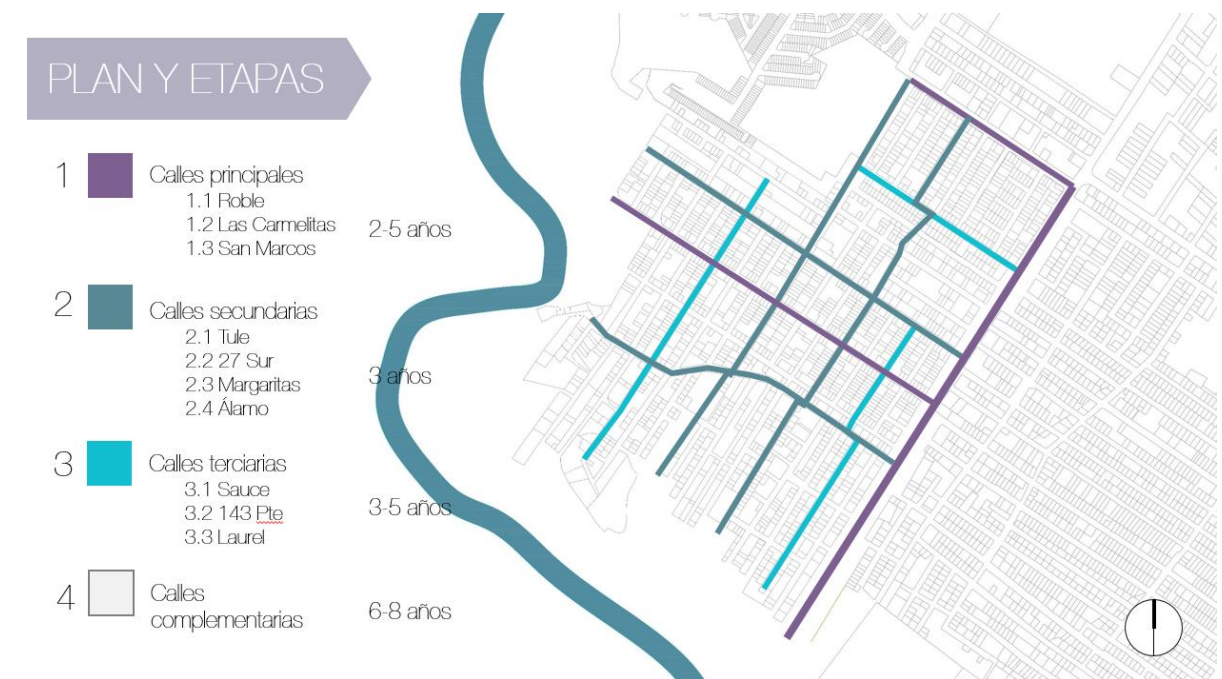 PLAN Y ETAPAS
1
Calles principales
1.1 Roble
1.2 Las Carmelitas
1.3 San Marcos
2-5 años
2
Calles secundarias
2.1 Tule
2.2 27 Sur
2.3 Margaritas
2.4 Álamo
3 años
3
Calles terciarias
3.1 Sauce
3.2 143 Pte
3.3 Laurel
3-5 años
4
Calles
complementarias
6-8 años